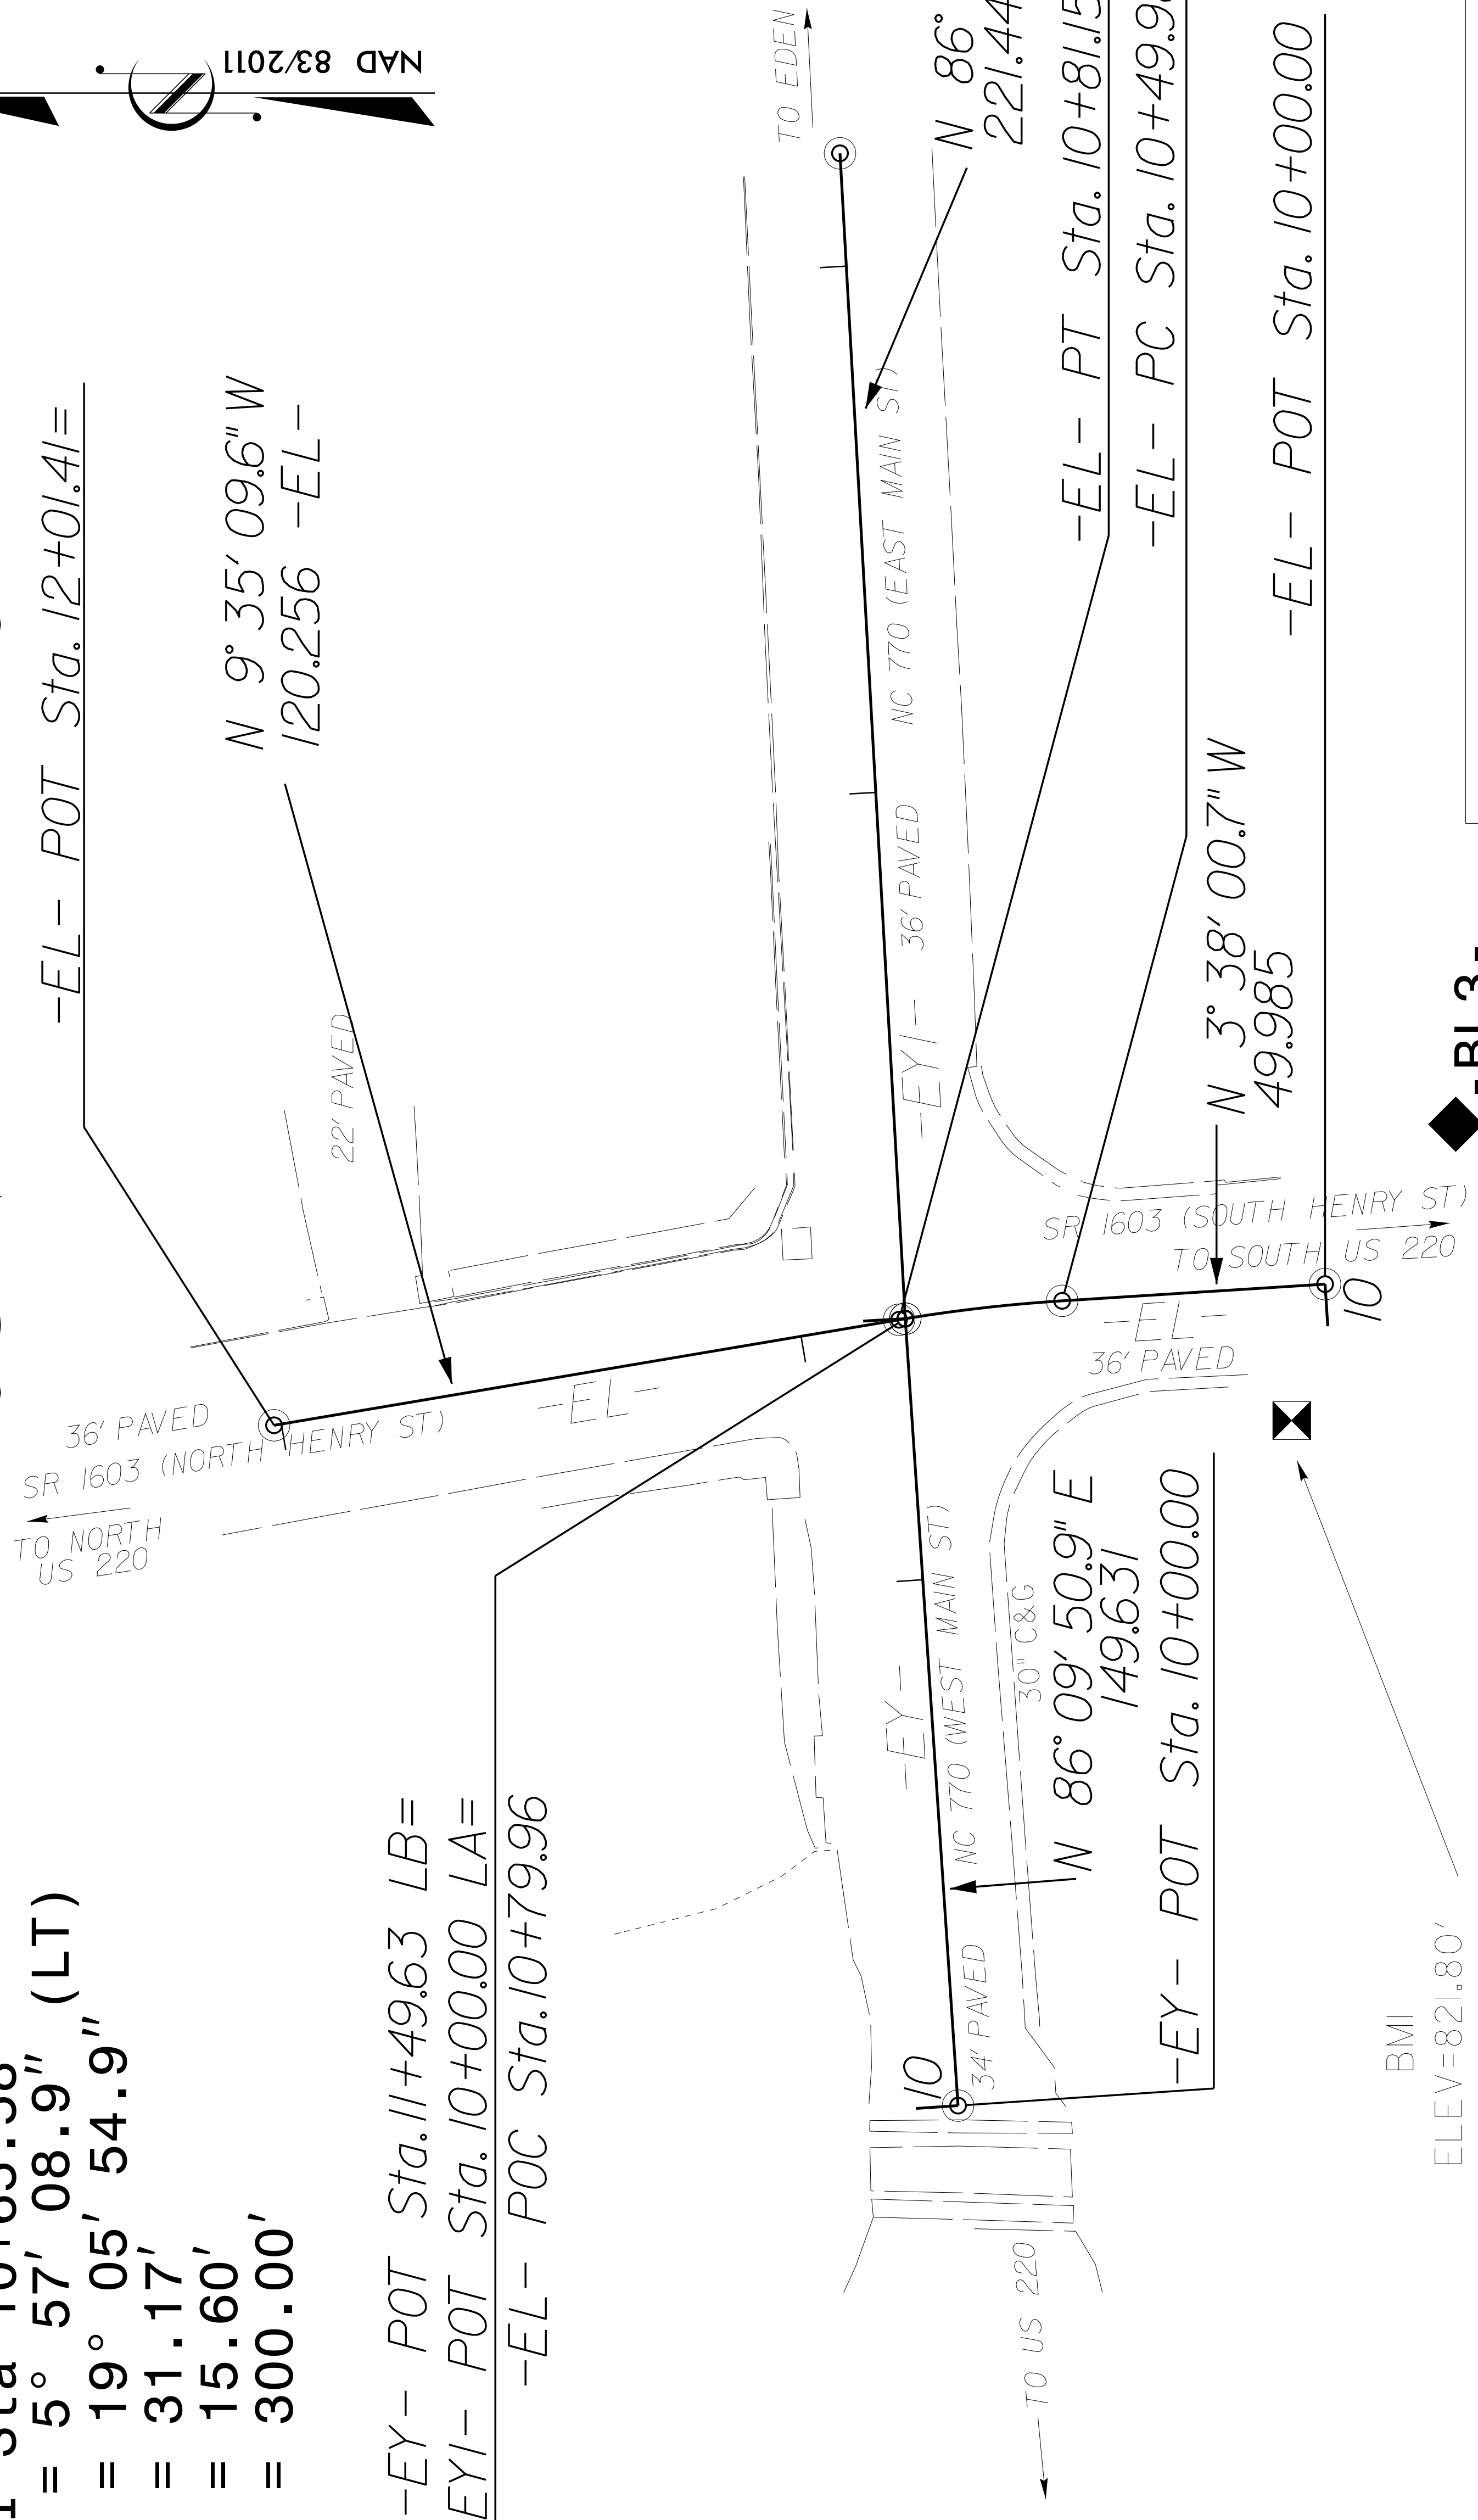 NAD 83/2011
-EL- POT Sta. 12+01.41=
N 9° 35' 09.6" W
120.256 -EL-
TO EDEN
N 86°
221.44
-EL- PT Sta. 10+81.15
-EL- PC Sta. 10+49.9
-EL- POT Sta. 10+00.00
NC 770 (EAST MAIN ST)
36' PAVED
-EY1-
22' PAVED
N 3° 38' 00.7" W
49.985
-BL3-
SR 1603 (SOUTH HENRY ST)
TO SOUTH US 220
10
-EL-
36' PAVED
-EL-
36' PAVED
SR 1603 (NORTH HENRY ST)
TO NORTH
US 220
NC 770 (WEST MAIN ST)
-EY-
30" C&G
34' PAVED
10
N 86° 09' 50.9" E
149.631
-EY- POT Sta. 10+00.00
BM1
ELEV=821.80'
TO US 220
-EY- POT Sta. 11+49.63 LB=
EY1- POT Sta. 10+00.00 LA=
-EL- POC Sta. 10+79.96
= 5° 57' 08.9" (LT)
= 19° 05' 54.9"
= 31.17'
= 15.60'
= 300.00'